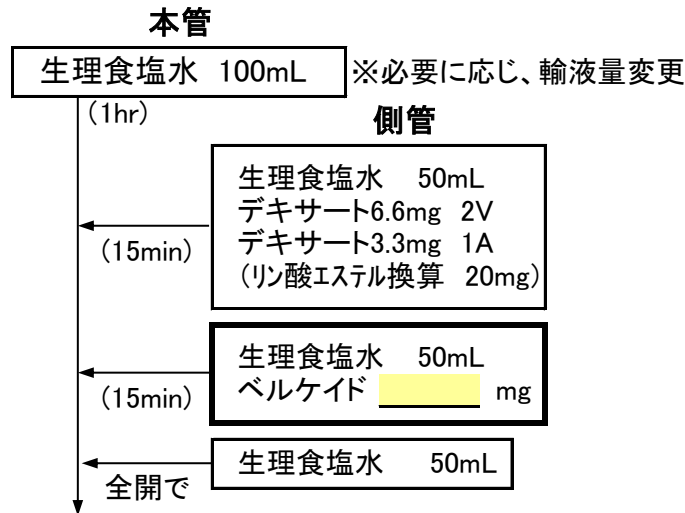 本管
生理食塩水 100mL
※必要に応じ、輸液量変更
(1hr)
側管
生理食塩水 50mL
デキサート6.6mg 2V
デキサート3.3mg 1A
(リン酸エステル換算 20mg)
(15min)
生理食塩水 50mL
ベルケイド mg
(15min)
生理食塩水 50mL
全開で